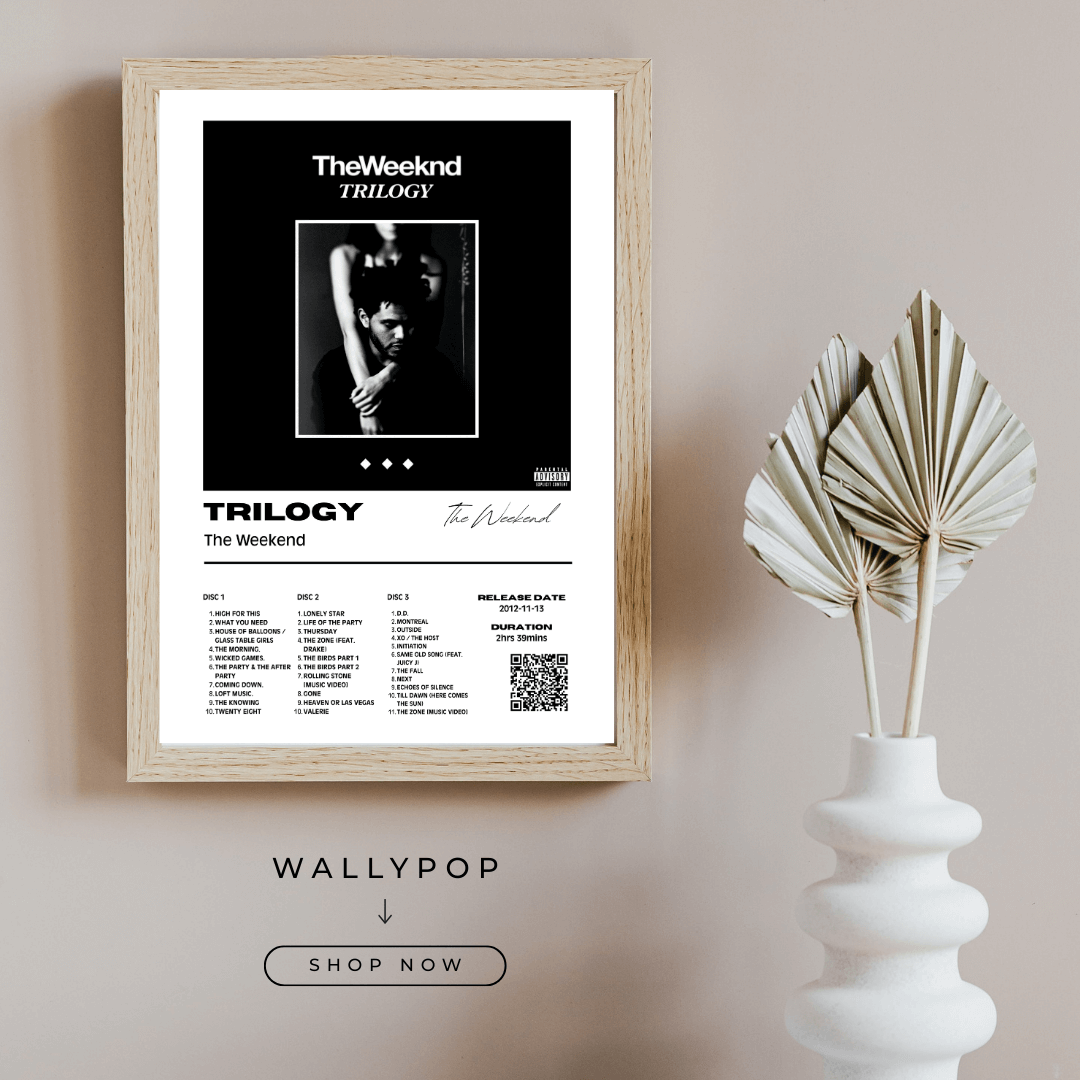 TheWeeknd
TRILOGY
PARENTAL
ADVISORY
EXPLICIT CONTENT
TRILOGY
The Weekend
The Weekend
DISC 1
1. HIGH FOR THIS
2. WHAT YOU NEED
3. HOUSE OF BALLOONS /
GLASS TABLE GIRLS
4. THE MORNING.
5. WICKED GAMES.
6. THE PARTY & THE AFTER
PARTY
7. COMING DOWN.
8. LOFT MUSIC.
9. THE KNOWING
10. TWENTY EIGHT
DISC 2
1. LONELY STAR
2. LIFE OF THE PARTY
3. THURSDAY
4. THE ZONE (FEAT.
DRAKE)
5. THE BIRDS PART 1
6. THE BIRDS PART 2
7. ROLLING STONE
(MUSIC VIDEO)
8. GONE
9. HEAVEN OR LAS VEGAS
10. VALERIE
DISC 3
1. D.D.
2. MONTREAL
3. OUTSIDE
4. XO / THE HOST
5. INITIATION
6. SAME OLD SONG (FEAT.
JUICY J)
7. THE FALL
8. NEXT
9. ECHOES OF SILENCE
10. TILL DAWN (HERE COMES
THE SUN)
11. THE ZONE (MUSIC VIDEO)
RELEASE DATE
2012-11-13
DURATION
2hrs 39mins
WALLYPOP
SHOP NOW